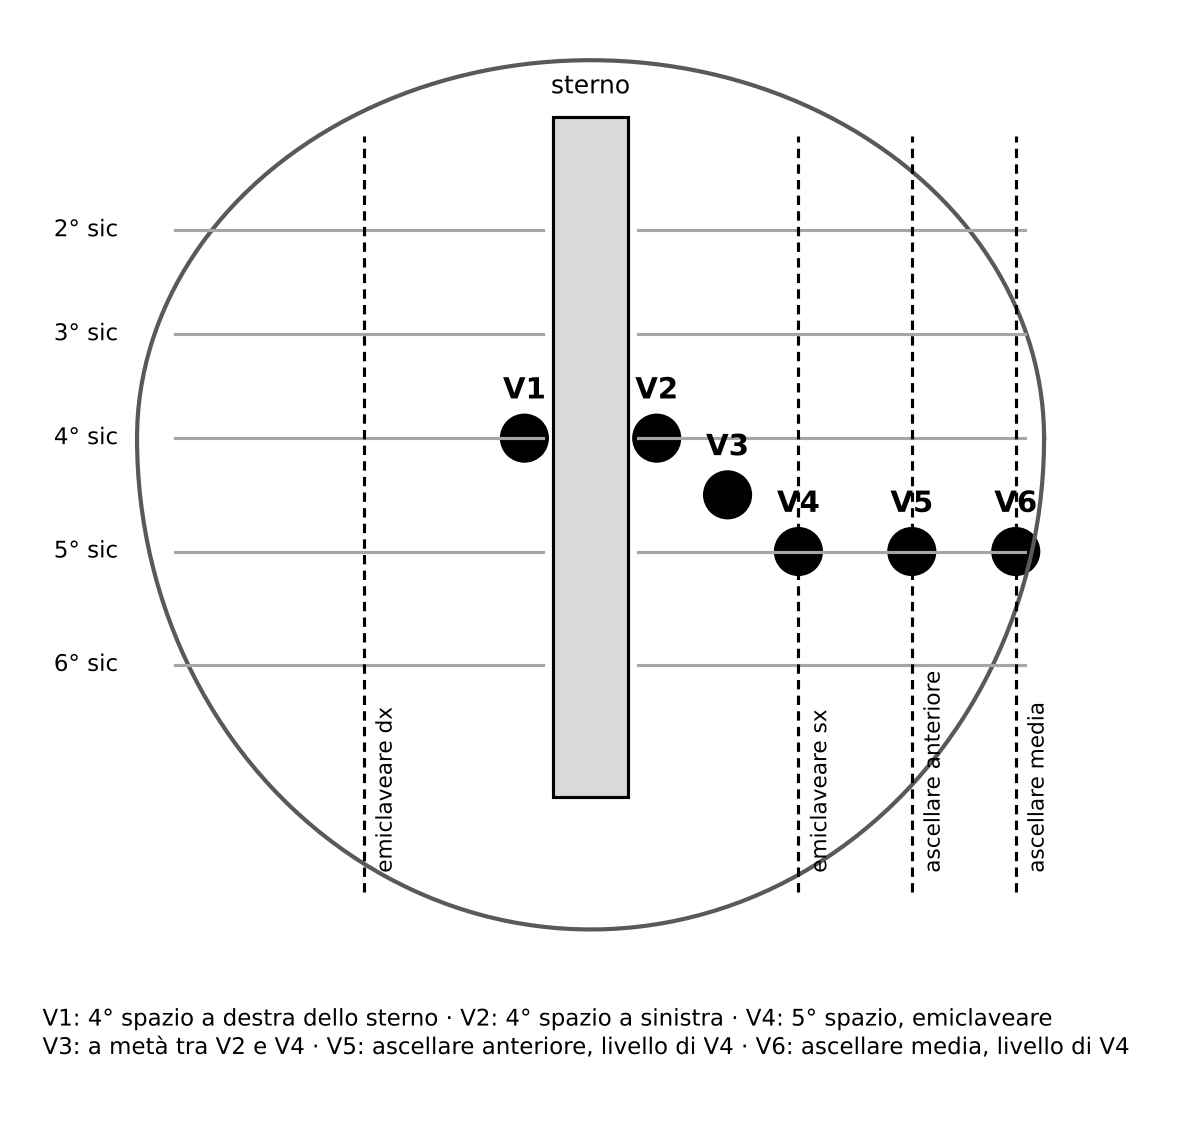 sterno
2° sic
3° sic
V1 V2
4° sic
V3
V4 V5 V6
5° sic
6° sic
emiclaveare dx
emiclaveare sx
ascellare anteriore
ascellare media
V1: 4° spazio a destra dello sterno · V2: 4° spazio a sinistra · V4: 5° spazio, emiclaveare
V3: a metà tra V2 e V4 · V5: ascellare anteriore, livello di V4 · V6: ascellare media, livello di V4